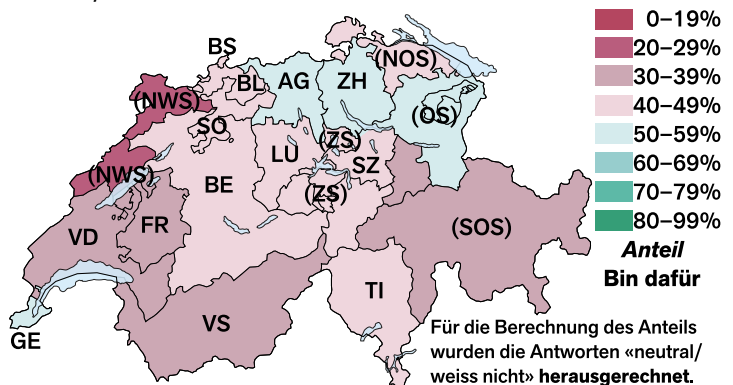 BS
(NOS)
BL
AG
ZH
(NWS)
(OS)
SO
(ZS)
LU
SZ
(NWS)
BE
(ZS)
FR
(SOS)
VD
TI
VS
GE
0–19%
20–29%
30–39%
40–49%
50–59%
60–69%
70–79%
80–99%
Anteil
Bin dafür
Für die Berechnung des Anteils
wurden die Antworten «neutral/
weiss nicht» herausgerechnet.